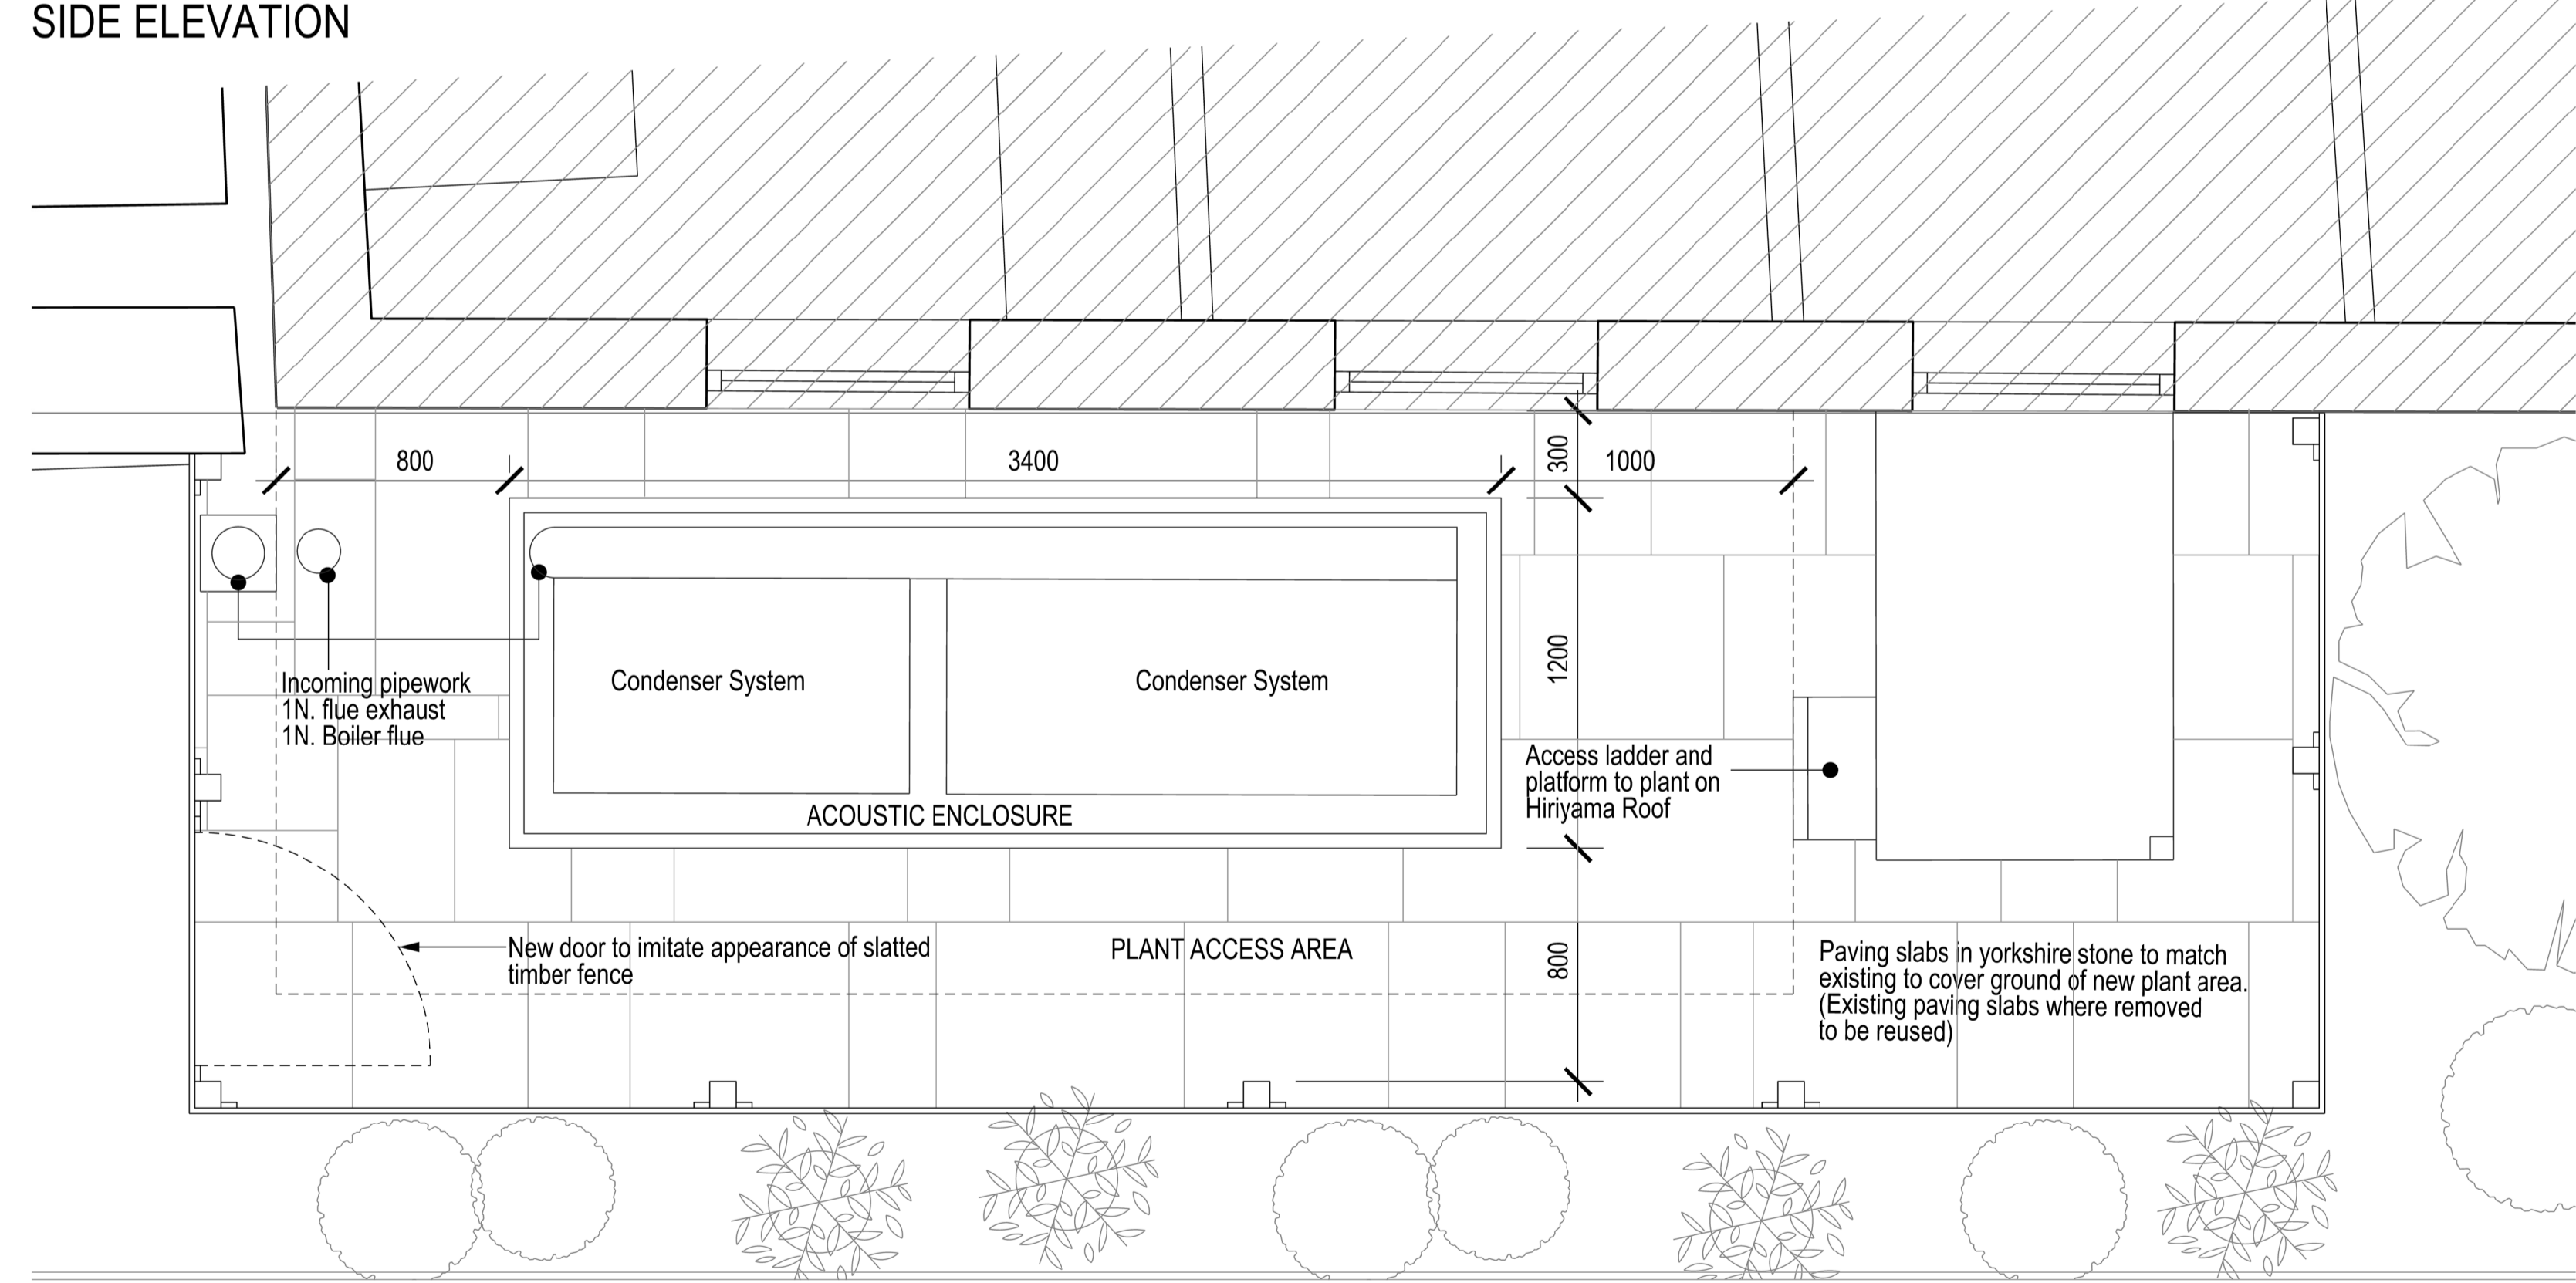 SIDE ELEVATION
800
3400
300
1000
1200
Incoming pipework
1N. flue exhaust
1N. Boiler flue
Condenser System
Condenser System
ACOUSTIC ENCLOSURE
Access ladder and
platform to plant on
Hiriyama Roof
New door to imitate appearance of slatted
timber fence
PLANT ACCESS AREA
800
Paving slabs in yorkshire stone to match
existing to cover ground of new plant area.
(Existing paving slabs where removed
to be reused)